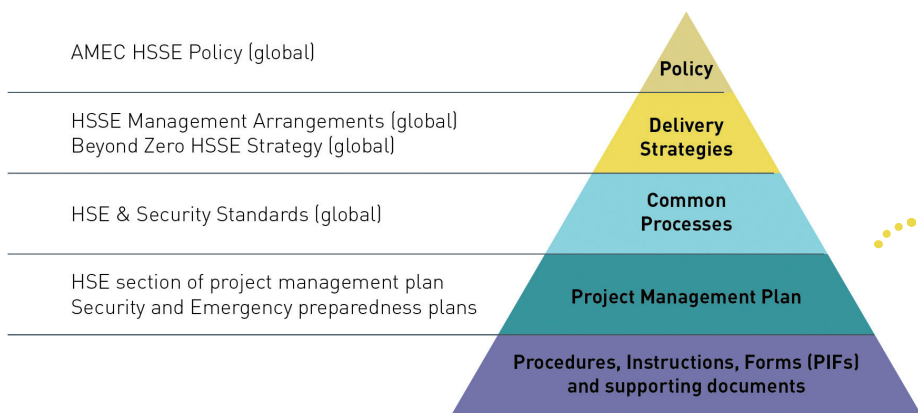 AMEC HSSE Policy (global)
Policy
HSSE Management Arrangements (global)
Beyond Zero HSSE Strategy (global)
Delivery
Strategies
HSE & Security Standards (global)
Common
Processes
HSE section of project management plan
Security and Emergency preparedness plans
Project Management Plan
Procedures, Instructions, Forms (PIFs)
and supporting documents